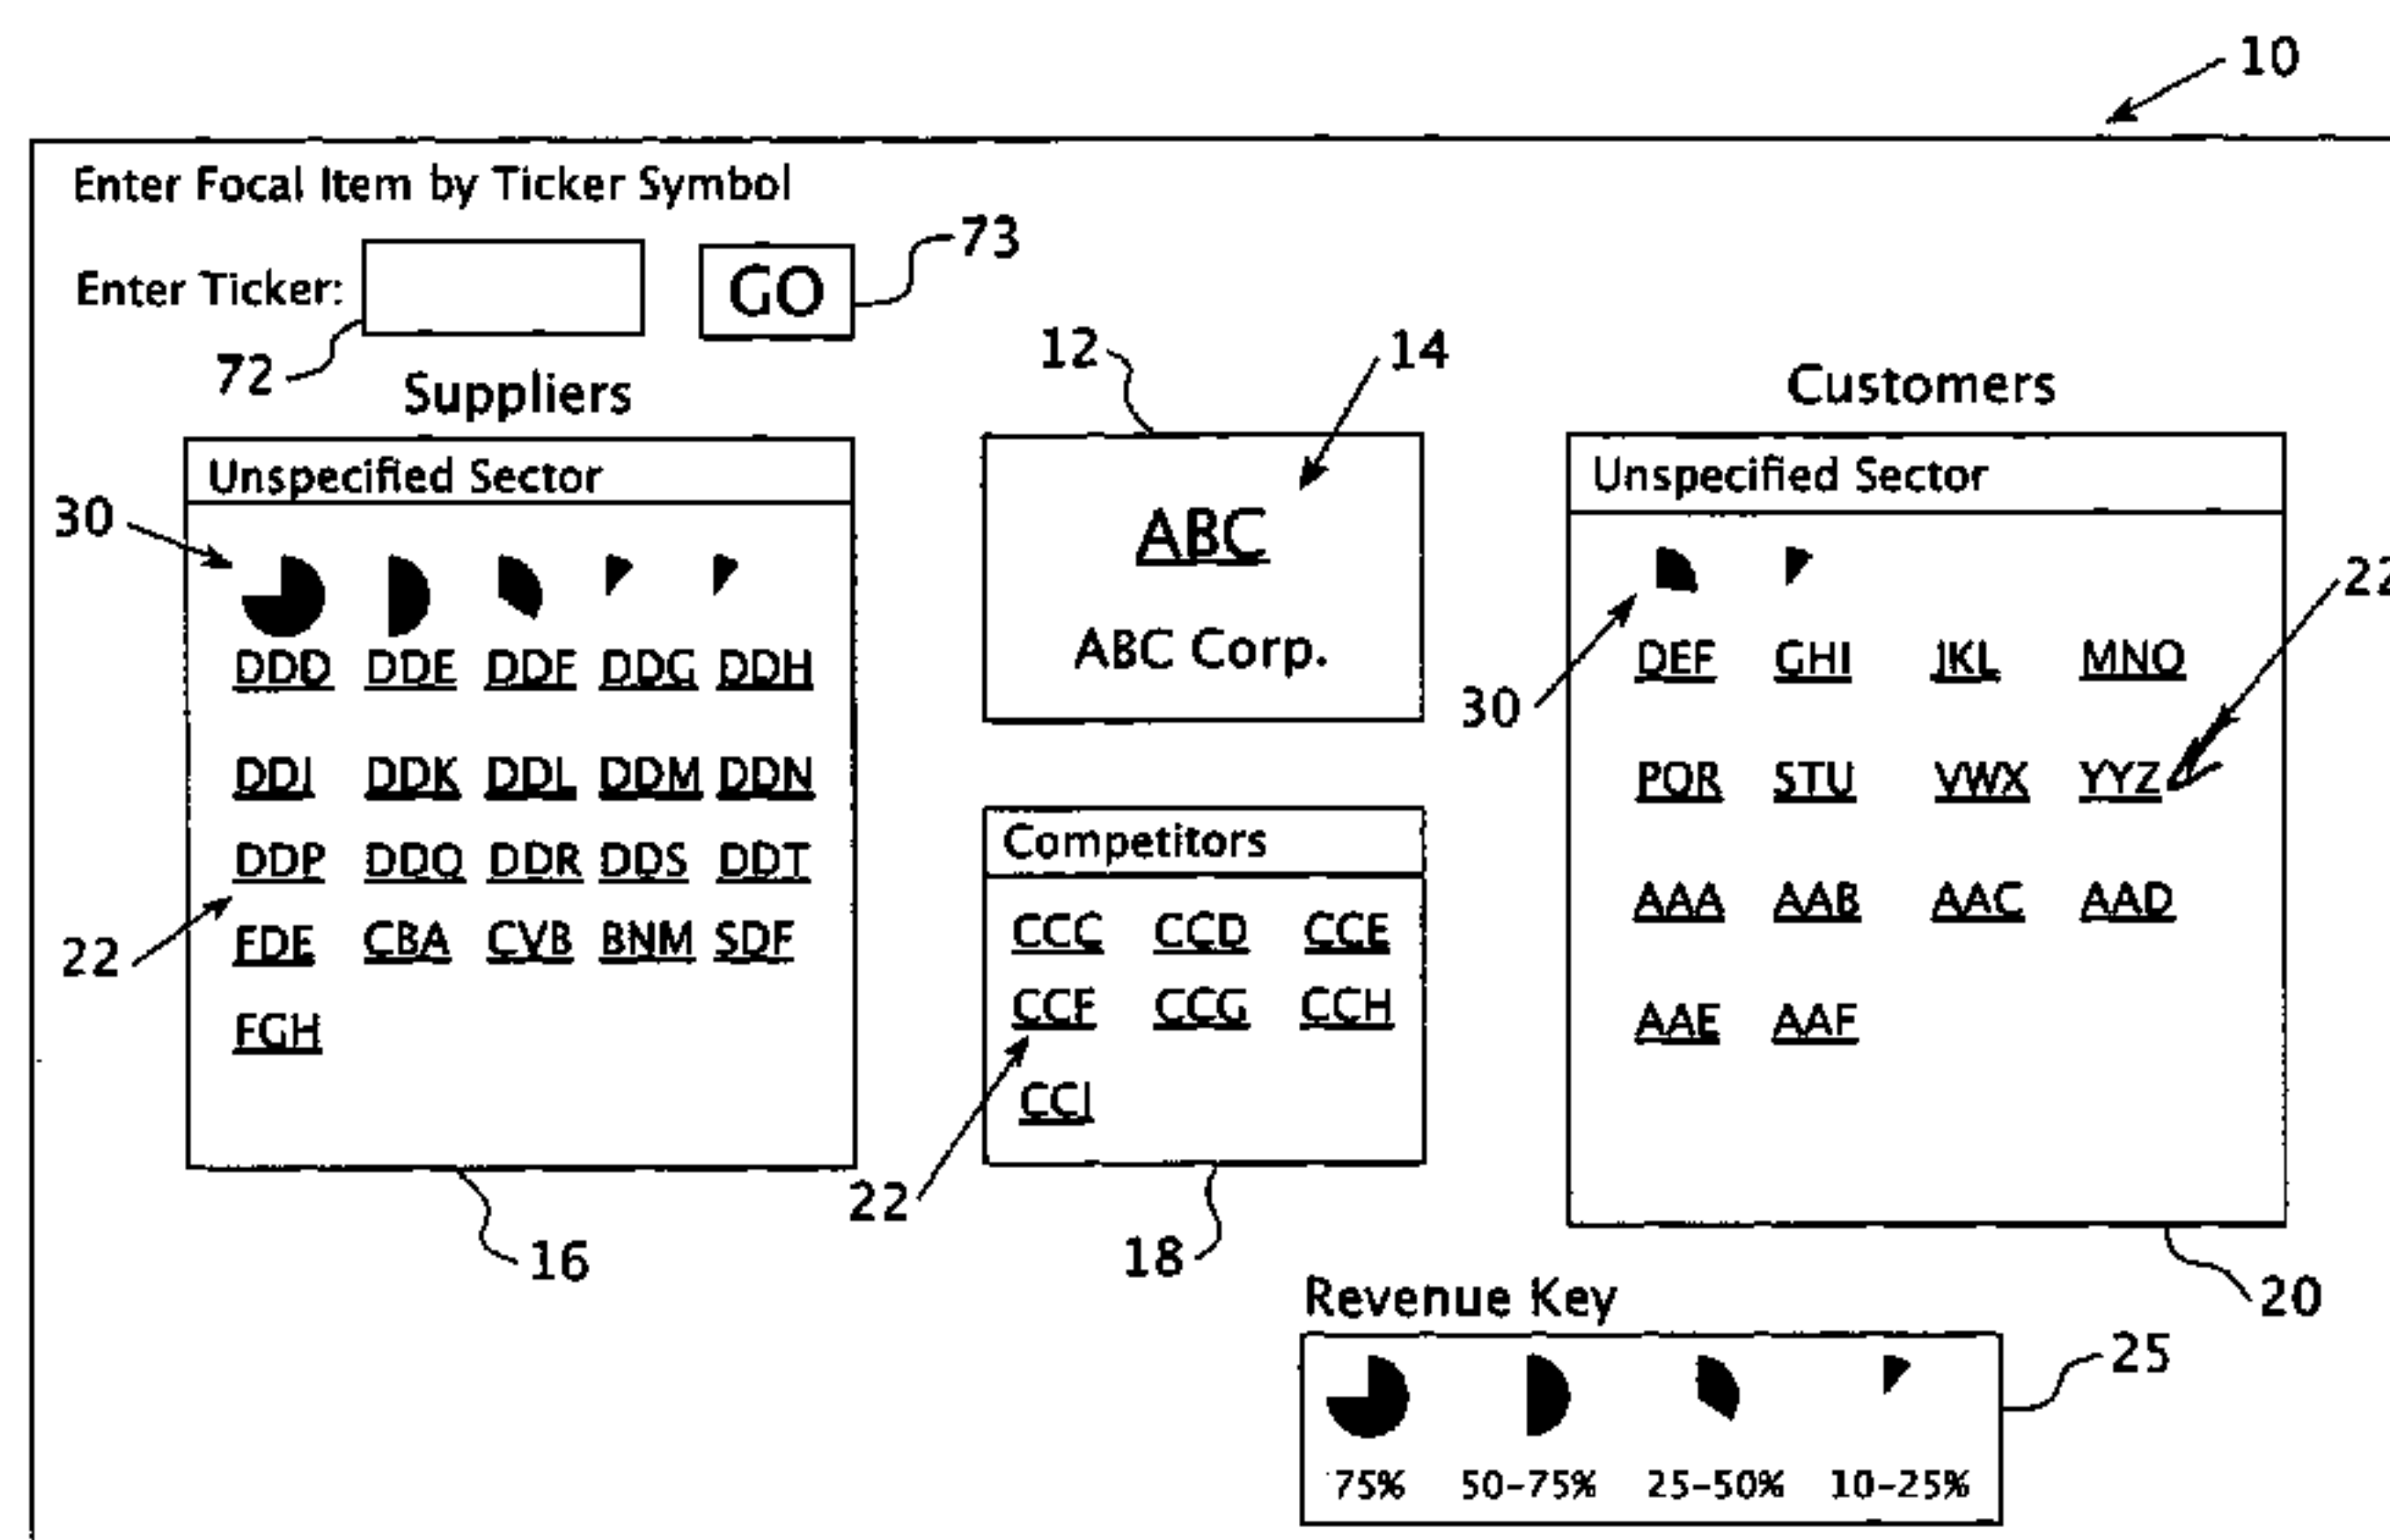 10
Enter Focal Item by Ticker Symbol
Enter Ticker:
GO
73
72
12
14
Suppliers
Customers
Unspecified Sector
30
DDD DDE DDF DDG DDH
DDJ DDK DDL DDM DDN
DDP DDQ DDR DDS DDT
FDE CBA CVB BNM SDF
FGH
22
16
ABC
ABC Corp.
Competitors
CCC CCD CCE
CCF CCG CCH
CCJ
22
18
Unspecified Sector
30
DEF GHI JKL MNO
PQR STU VWX YYZ
AAA AAB AAC AAD
AAE AAF
22
20
Revenue Key
75% 50-75% 25-50% 10-25%
25